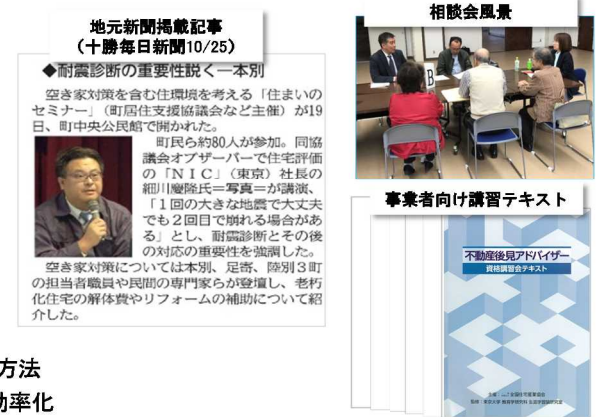 地元新聞掲載記事
(十勝毎日新聞10/25)
◆耐震診断の重要性説く―本別
空き家対策を含む住環境を考える「住まいの
セミナー」(町居住支援協議会など主催)が19
日、町中央公民館で開かれた。
町民ら約80人が参加。同協
議会オブザーバーで住宅評価
の「NIC」(東京)社長の
細川慶隆氏=写真=が講演、
「1回の大きな地震で大丈夫
でも2回目で崩れる場合があ
る」とし、耐震診断とその後
の対応の重要性を強調した。
空き家対策については本別、足寄、陸別3町
の担当者職員や民間の専門家らが登壇し、老朽
化住宅の解体費やリフォームの補助について紹
介した。
相談会風景
B
事業者向け講習テキスト
不動産後見アドバイザー
資格講習会テキスト
方法
効率化